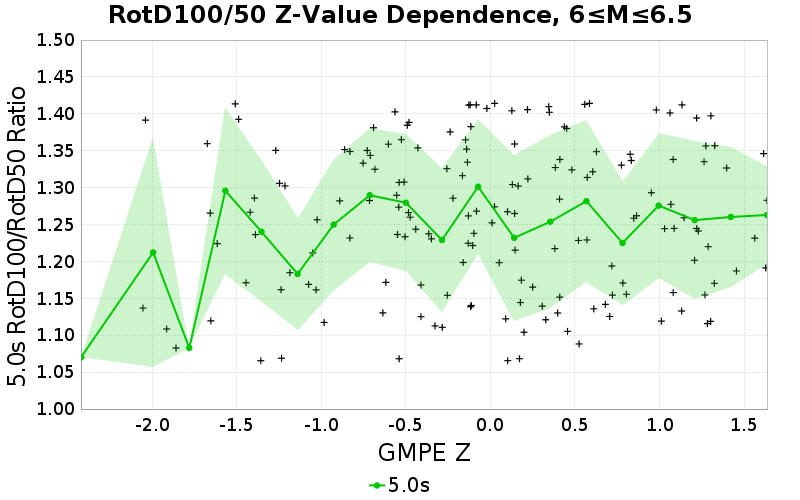 RotD100/50 Z-Value Dependence, 6≤M≤6.5
5.0s RotD100/RotD50 Ratio
1.50
1.45
1.40
1.35
1.30
1.25
1.20
1.15
1.10
1.05
1.00
-2.0 -1.5 -1.0 -0.5 0.0 0.5 1.0 1.5
GMPE Z
5.0s